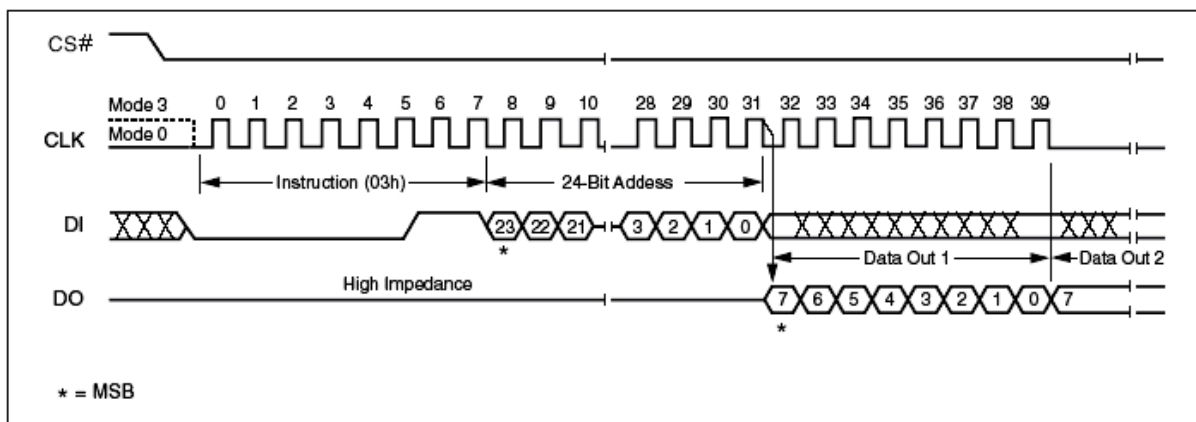 CS#
Mode 3
0 1 2 3 4 5 6 7 8 9 10 28 29 30 31 32 33 34 35 36 37 38 39
CLK
Mode 0
Instruction (03h)
24-Bit Addess
DI
23 22 21 3 2 1 0
*
Data Out 1
Data Out 2
High Impedance
DO
7 6 5 4 3 2 1 0 7
*
* = MSB